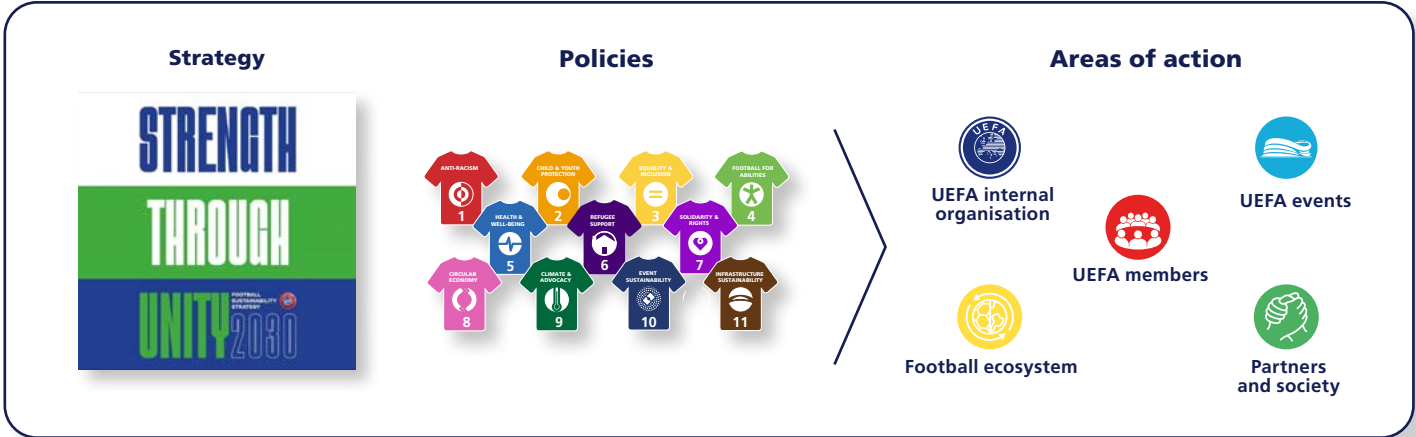 Strategy
STRENGTH
THROUGH
UNITY
FOOTBALL
SUSTAINABILITY
STRATEGY
2030
Policies
ANTI-RACISM
1
CHILD & YOUTH
PROTECTION
2
EQUALITY &
INCLUSION
3
FOOTBALL FOR
ABILITIES
4
HEALTH &
WELL-BEING
5
REFUGEE
SUPPORT
6
SOLIDARITY &
RIGHTS
7
CIRCULAR
ECONOMY
8
CLIMATE &
ADVOCACY
9
EVENT
SUSTAINABILITY
10
INFRASTRUCTURE
SUSTAINABILITY
11
Areas of action
UEFA
UEFA internal
organisation
UEFA events
UEFA members
Football ecosystem
Partners
and society